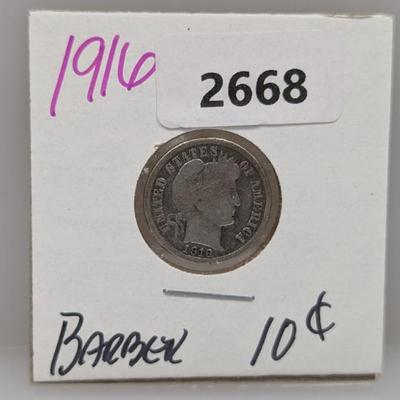 1916
2668
UNITED STATES OF AMERICA
1916
BARBER 10¢